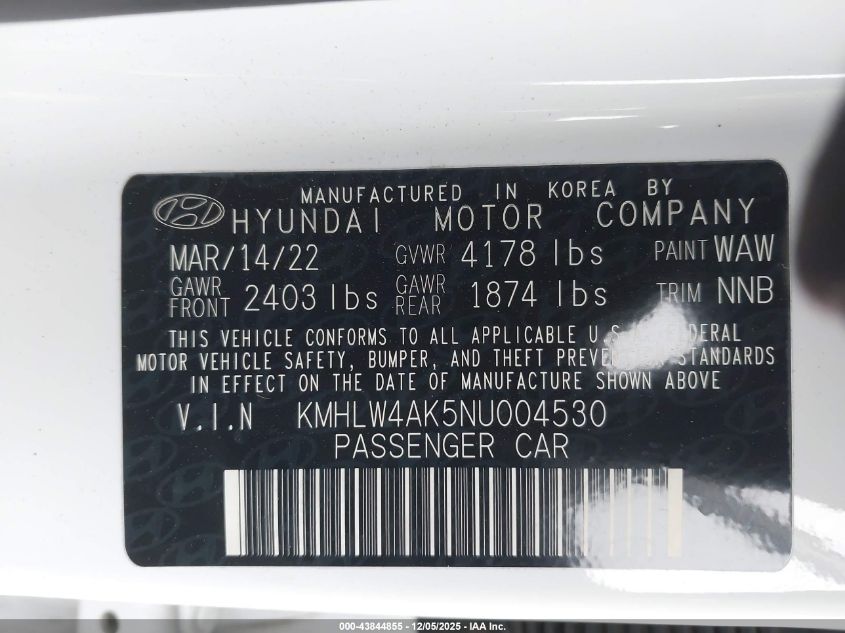 MANUFACTURED IN KOREA BY
HYUNDAI MOTOR COMPANY
MAR/14/22 GVWR 4178 lbs PAINT WAW
GAWR FRONT 2403 lbs GAWR REAR 1874 lbs TRIM NNB
THIS VEHICLE CONFORMS TO ALL APPLICABLE U.S.
MOTOR VEHICLE SAFETY, BUMPER, AND THEFT STANDARDS
IN EFFECT ON THE DATE OF MANUFACTURE SHOWN ABOVE
V.I.N KMHLW4AK5NU004530
PASSENGER CAR
000-43844855 - 12/05/2025 - IAA Inc.